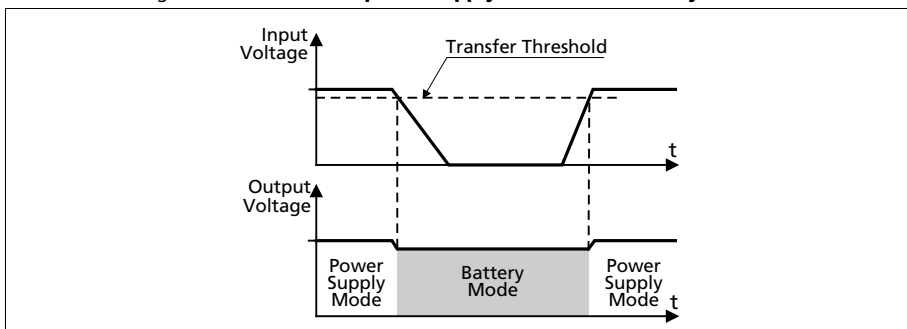 Input
Voltage
Transfer Threshold
t
Output
Voltage
Power
Supply
Mode
Battery
Mode
Power
Supply
Mode
t